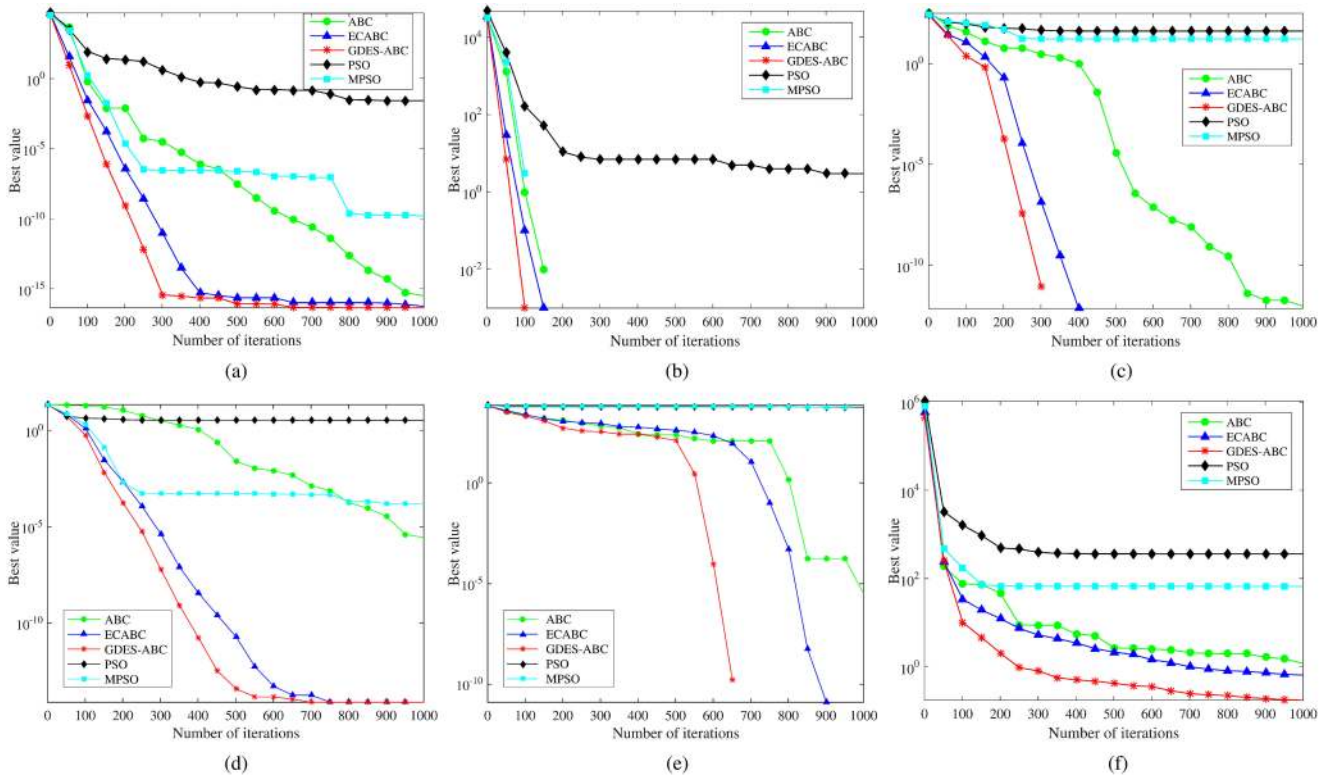 ABC
ECABC
GDES-ABC
PSO
MPSO
10^0
10^-5
10^-10
10^-15
Best value
0 100 200 300 400 500 600 700 800 900 1000
Number of iterations
(a)
ABC
ECABC
GDES-ABC
PSO
MPSO
10^4
10^2
10^0
10^-2
Best value
0 100 200 300 400 500 600 700 800 900 1000
Number of iterations
(b)
ABC
ECABC
GDES-ABC
PSO
MPSO
10^0
10^-5
10^-10
Best value
0 100 200 300 400 500 600 700 800 900 1000
Number of iterations
(c)
10^0
10^-5
10^-10
Best value
ABC
ECABC
GDES-ABC
PSO
MPSO
0 100 200 300 400 500 600 700 800 900 1000
Number of iterations
(d)
10^0
10^-5
10^-10
Best value
ABC
ECABC
GDES-ABC
PSO
MPSO
0 100 200 300 400 500 600 700 800 900 1000
Number of iterations
(e)
10^6
10^4
10^2
10^0
Best value
ABC
ECABC
GDES-ABC
PSO
MPSO
0 100 200 300 400 500 600 700 800 900 1000
Number of iterations
(f)